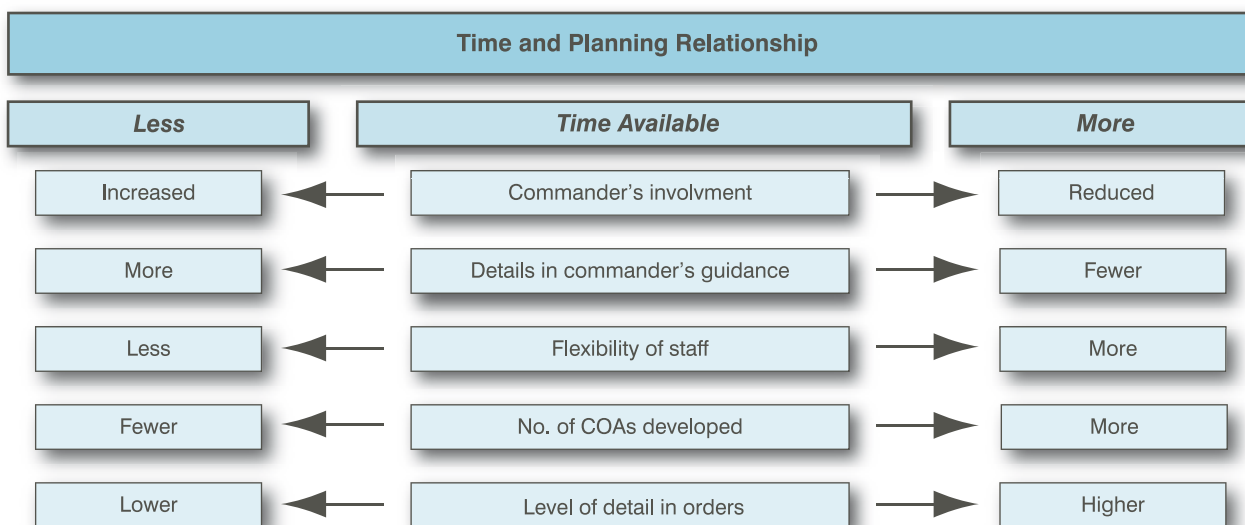 Time and Planning Relationship
Less Time Available More
Increased Commander's involvment Reduced
More Details in commander's guidance Fewer
Less Flexibility of staff More
Fewer No. of COAs developed More
Lower Level of detail in orders Higher